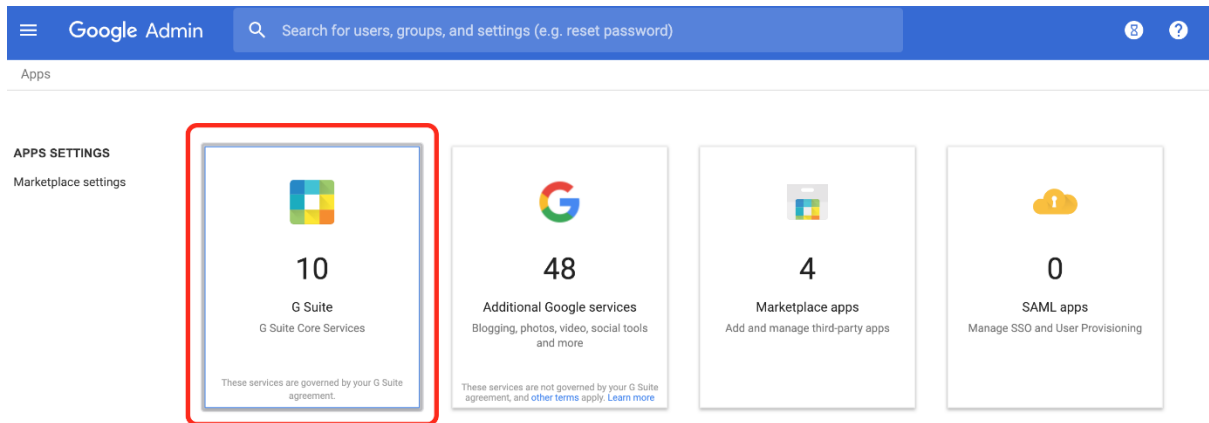 Google Admin
Search for users, groups, and settings (e.g. reset password)
Apps
APPS SETTINGS
Marketplace settings
10
G Suite
G Suite Core Services
These services are governed by your G Suite
agreement.
48
Additional Google services
Blogging, photos, video, social tools
and more
These services are not governed by your G Suite
agreement, and other terms apply. Learn more
4
Marketplace apps
Add and manage third-party apps
0
SAML apps
Manage SSO and User Provisioning